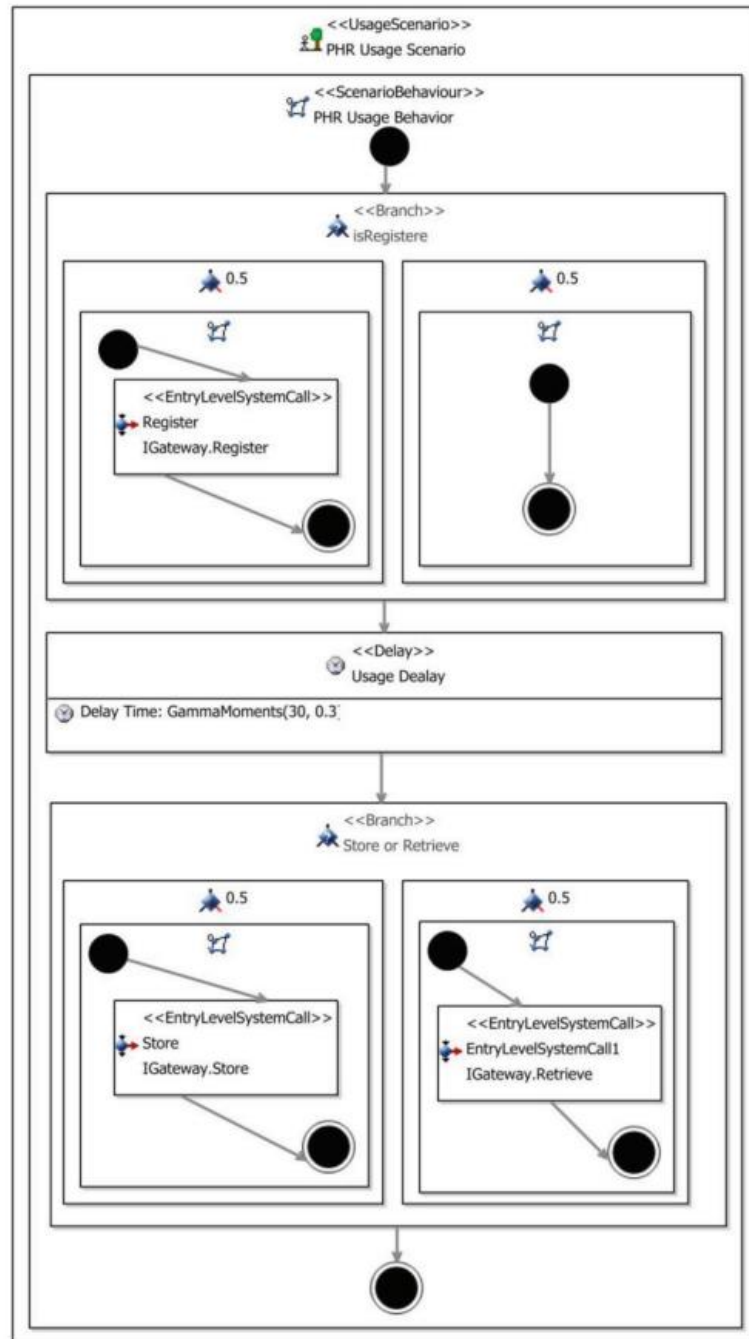 <<UsageScenario>>
PHR Usage Scenario
<<ScenarioBehaviour>>
PHR Usage Behavior
<<Branch>>
isRegistere
0.5
0.5
<<EntryLevelSystemCall>>
Register
IGateway.Register
<<Delay>>
Usage Dealay
Delay Time: GammaMoments(30, 0.3)
<<Branch>>
Store or Retrieve
0.5
0.5
<<EntryLevelSystemCall>>
Store
IGateway.Store
<<EntryLevelSystemCall>>
EntryLevelSystemCall1
IGateway.Retrieve